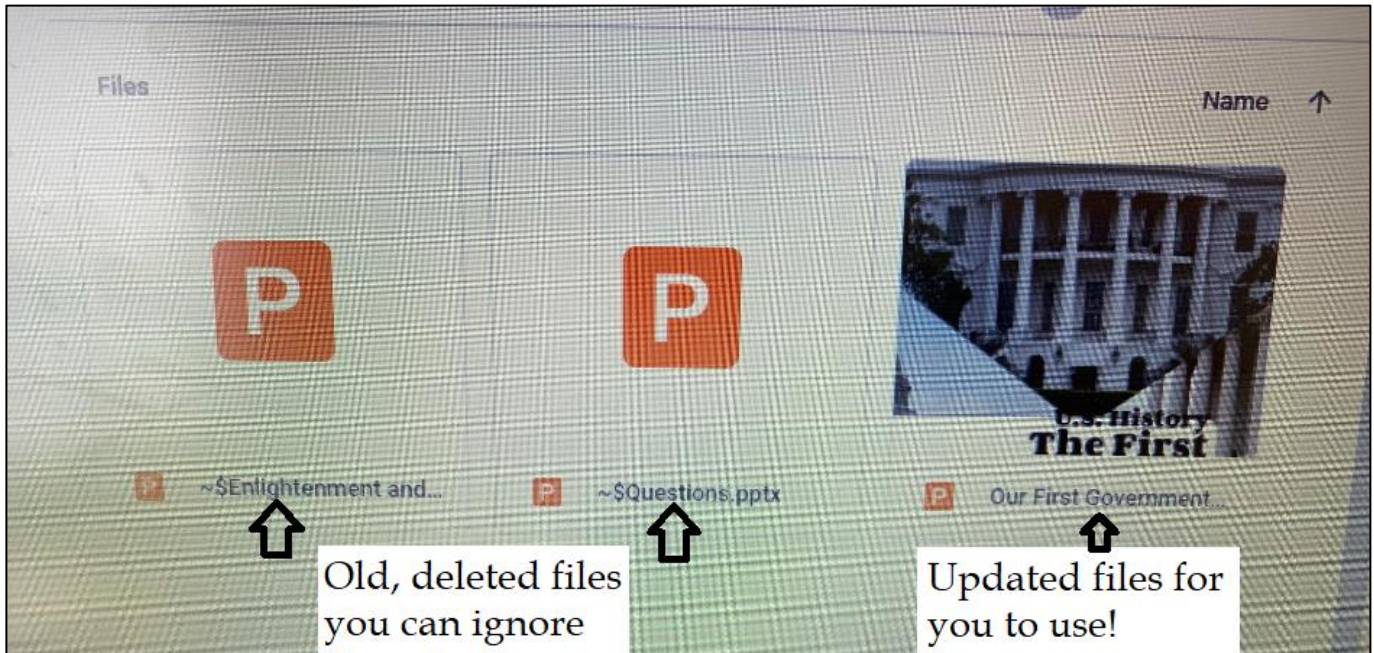 Files
Name ↑
P
P
U.S. History
The First
P ~$Enlightenment and...
P ~$Questions.pptx
P Our First Government...
Old, deleted files
you can ignore
Updated files for
you to use!